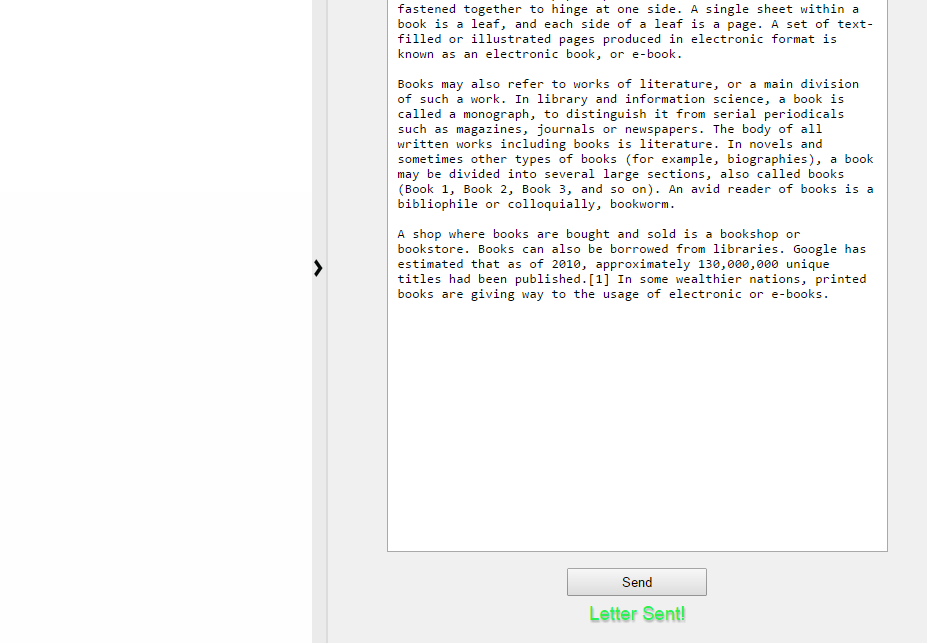 fastened together to hinge at one side. A single sheet within a
book is a leaf, and each side of a leaf is a page. A set of text-
filled or illustrated pages produced in electronic format is
known as an electronic book, or e-book.
Books may also refer to works of literature, or a main division
of such a work. In library and information science, a book is
called a monograph, to distinguish it from serial periodicals
such as magazines, journals or newspapers. The body of all
written works including books is literature. In novels and
sometimes other types of books (for example, biographies), a book
may be divided into several large sections, also called books
(Book 1, Book 2, Book 3, and so on). An avid reader of books is a
bibliophile or colloquially, bookworm.
A shop where books are bought and sold is a bookshop or
bookstore. Books can also be borrowed from libraries. Google has
estimated that as of 2010, approximately 130,000,000 unique
titles had been published.[1] In some wealthier nations, printed
books are giving way to the usage of electronic or e-books.
Send
Letter Sent!